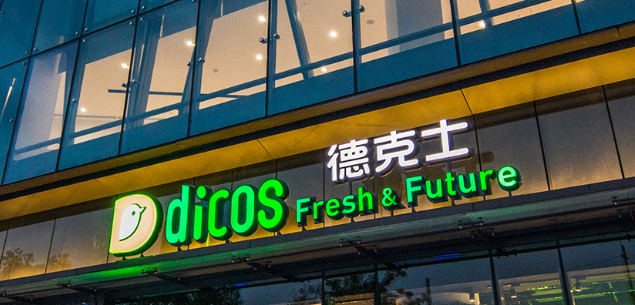 德克士
dicos Fresh & Future